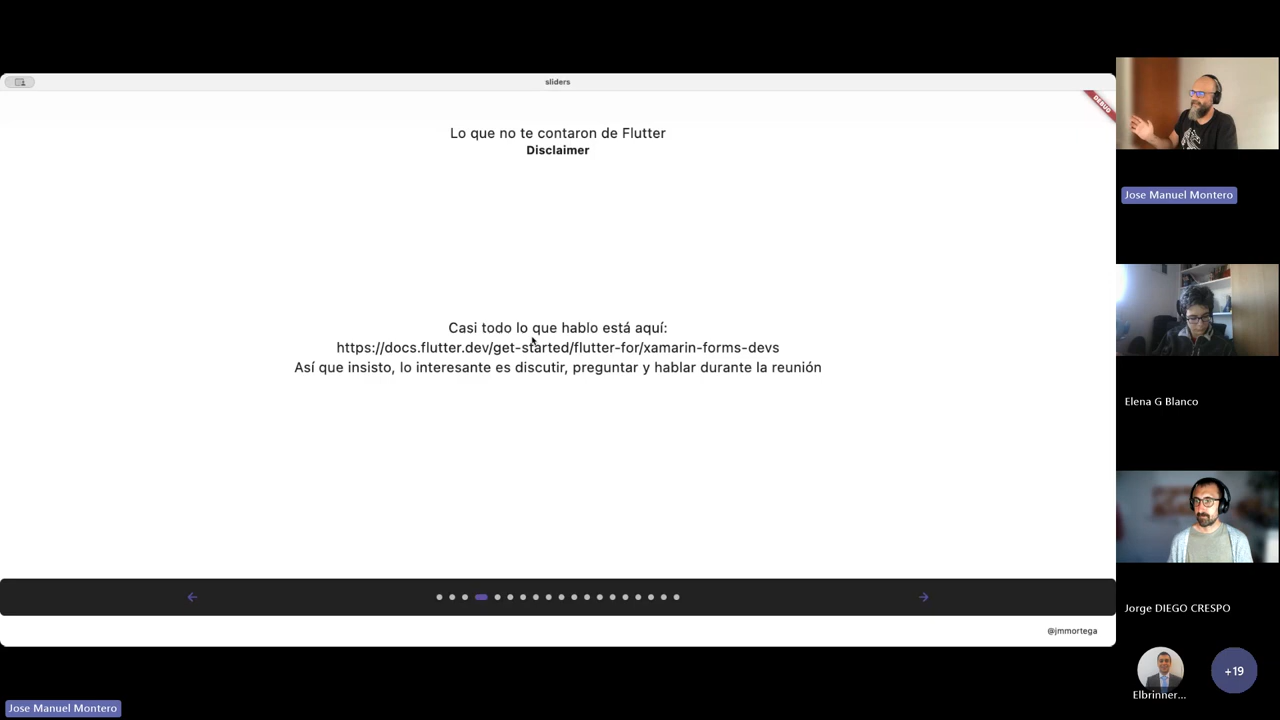 sliders
DEBUG
Lo que no te contaron de Flutter
Disclaimer
Casi todo lo que hablo está aquí:
https://docs.flutter.dev/get-started/flutter-for/xamarin-forms-devs
Así que insisto, lo interesante es discutir, preguntar y hablar durante la reunión
@jmmortega
Jose Manuel Montero
Elena G Blanco
Jorge DIEGO CRESPO
Elbrinner...
+19
Jose Manuel Montero